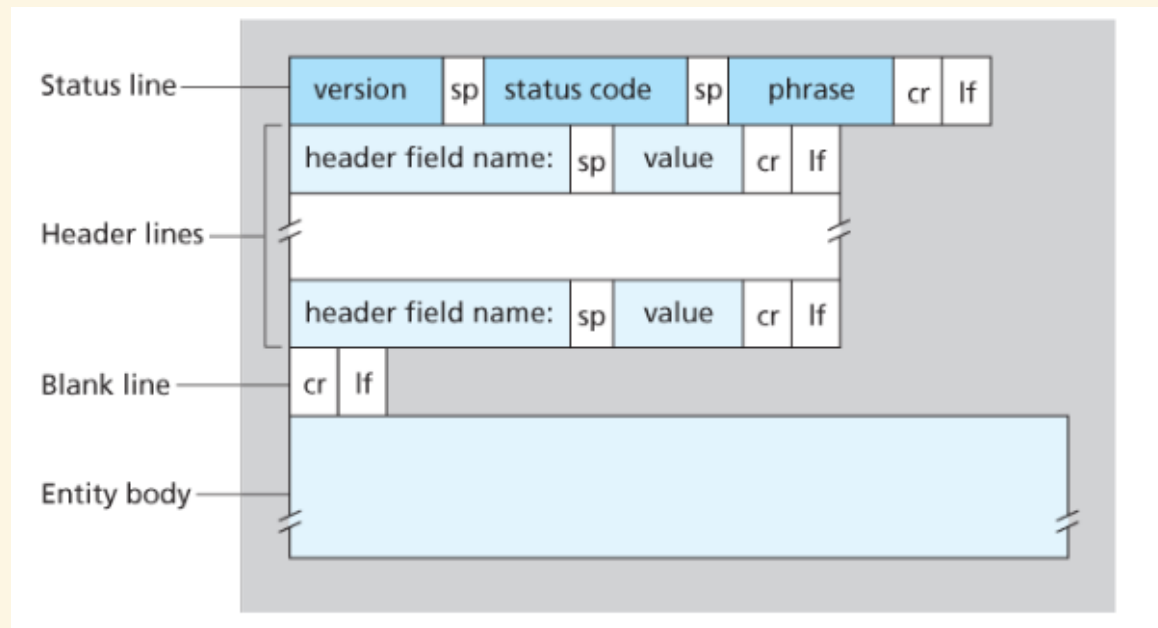 Status line version sp status code sp phrase cr lf
header field name: sp value cr lf
Header lines
header field name: sp value cr lf
Blank line cr lf
Entity body